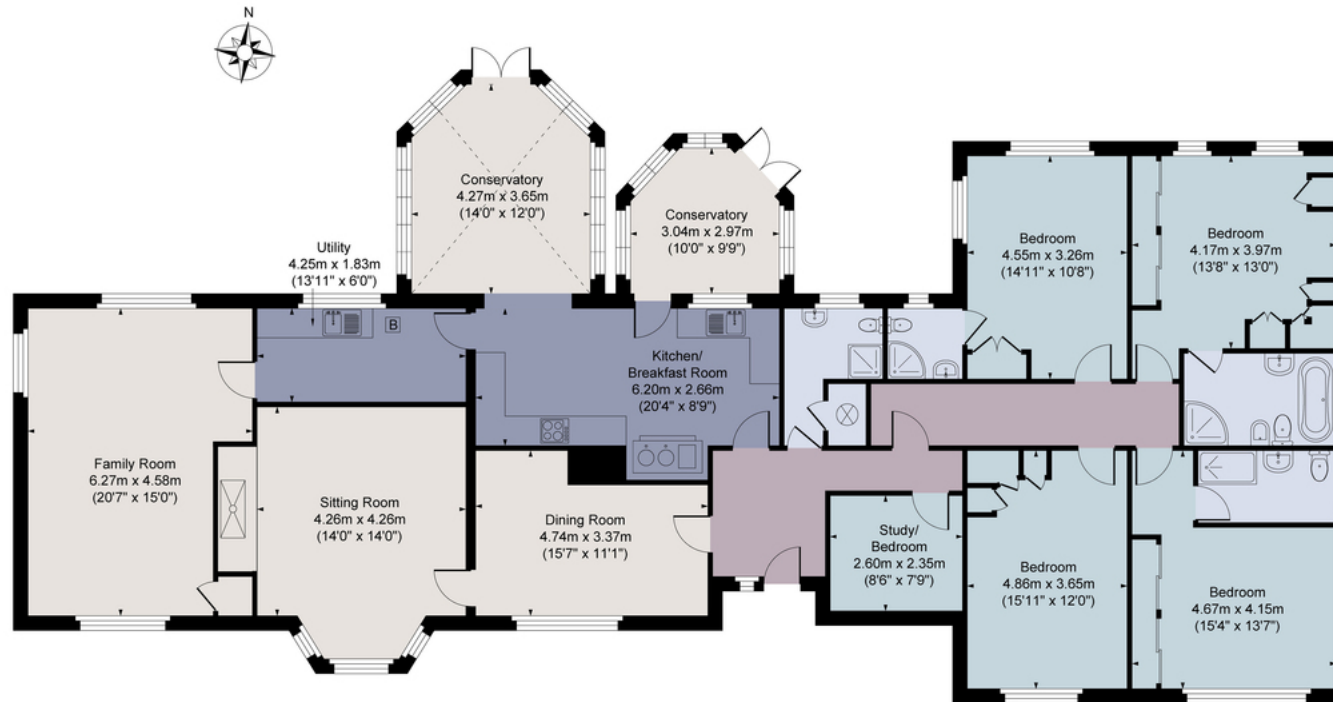 N
Conservatory
4.27m x 3.65m
(14'0" x 12'0")
Conservatory
3.04m x 2.97m
(10'0" x 9'9")
Utility
4.25m x 1.83m
(13'11" x 6'0")
B
Bedroom
4.55m x 3.26m
(14'11" x 10'8")
Bedroom
4.17m x 3.97m
(13'8" x 13'0")
Kitchen/
Breakfast Room
6.20m x 2.66m
(20'4" x 8'9")
Family Room
6.27m x 4.58m
(20'7" x 15'0")
Sitting Room
4.26m x 4.26m
(14'0" x 14'0")
Dining Room
4.74m x 3.37m
(15'7" x 11'1")
Study/
Bedroom
2.60m x 2.35m
(8'6" x 7'9")
Bedroom
4.86m x 3.65m
(15'11" x 12'0")
Bedroom
4.67m x 4.15m
(15'4" x 13'7")